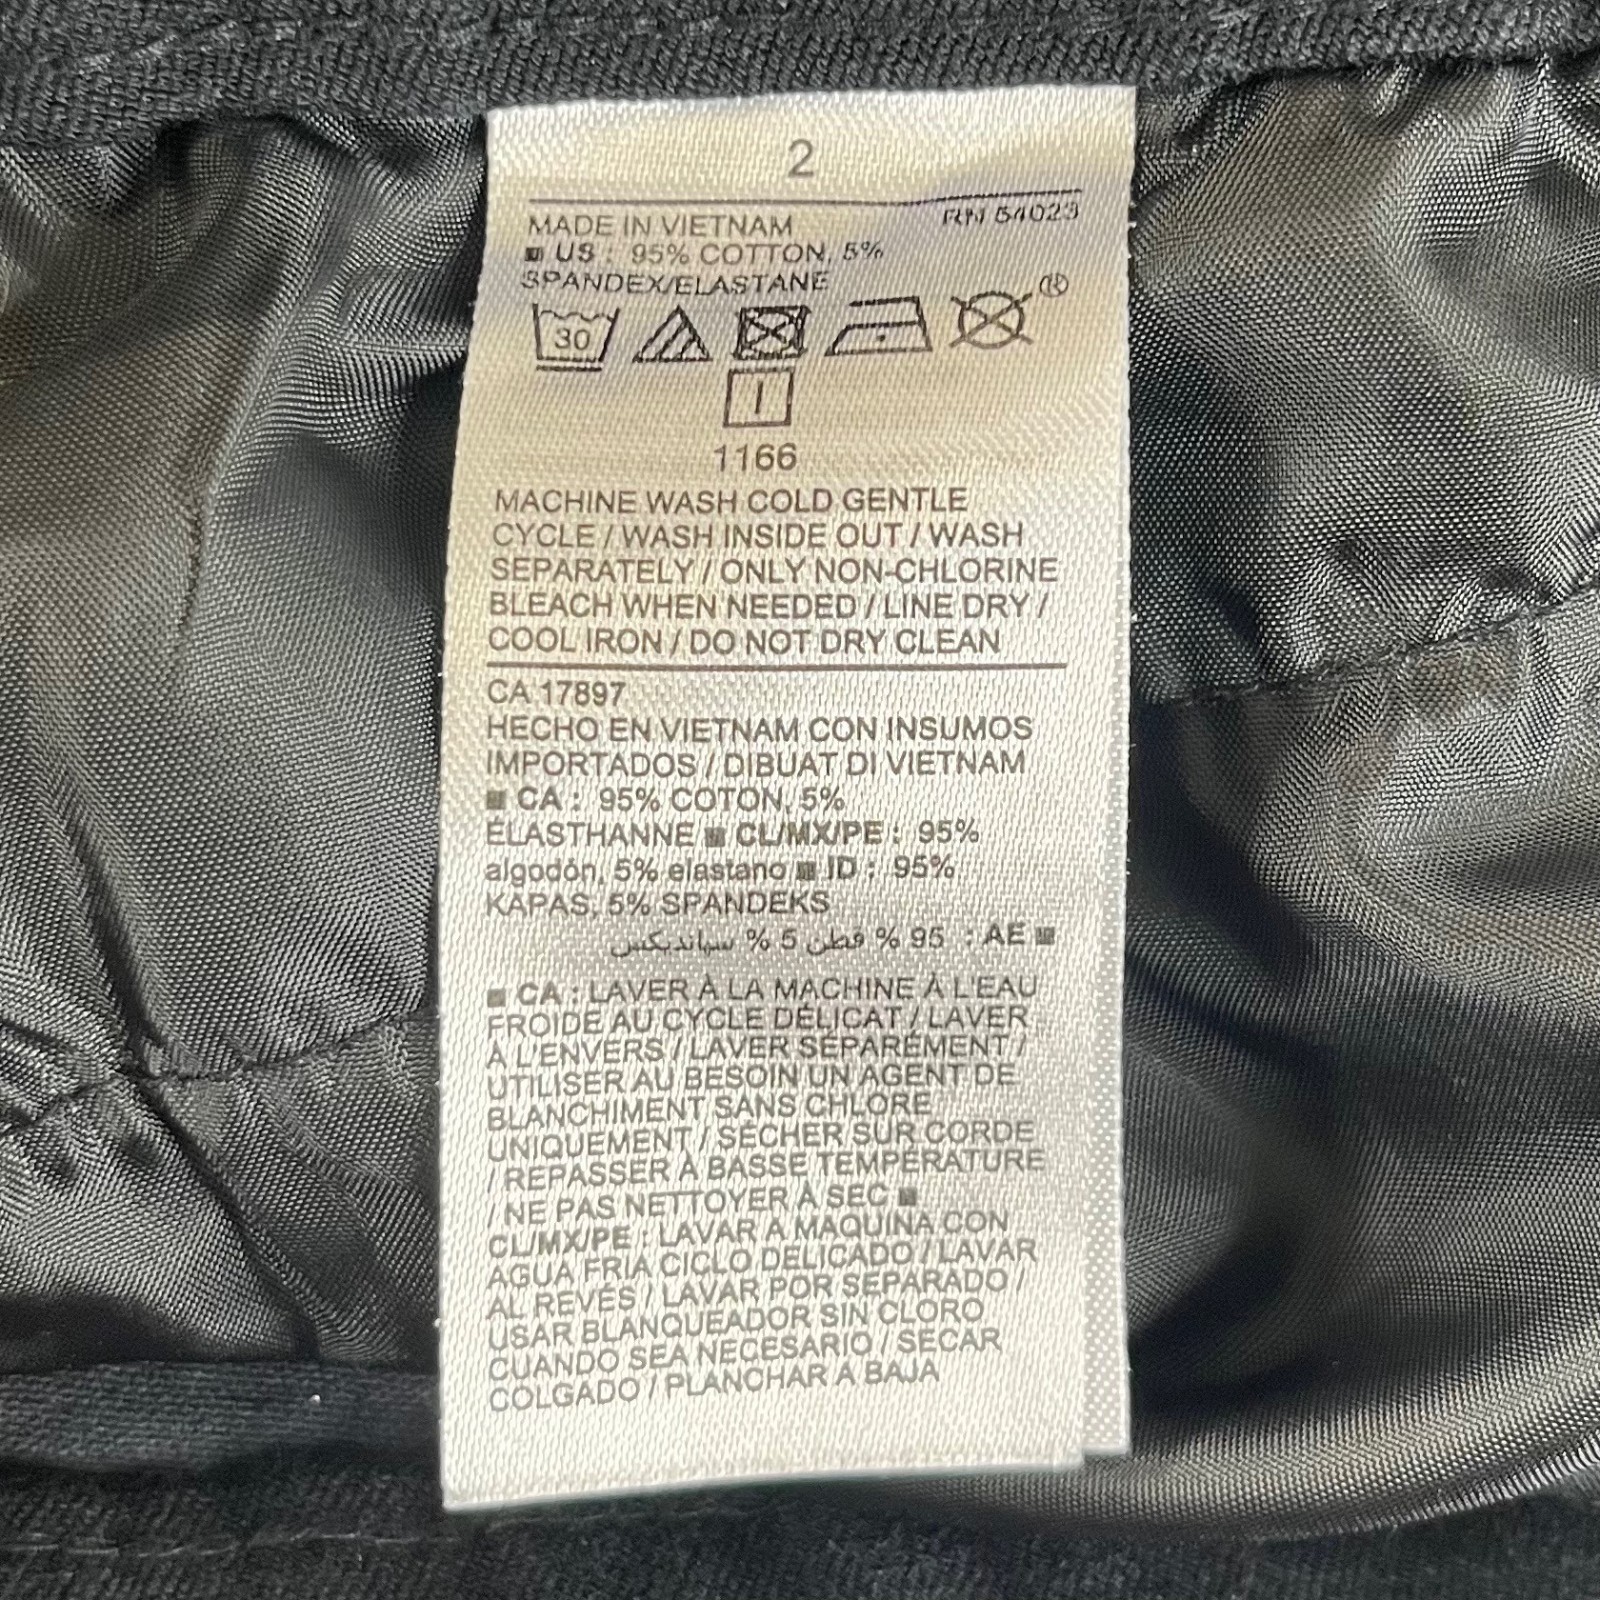 2
RN 54023
MADE IN VIETNAM
■ US : 95% COTTON, 5%
SPANDEX/ELASTANE
30
1166
MACHINE WASH COLD GENTLE
CYCLE / WASH INSIDE OUT / WASH
SEPARATELY / ONLY NON-CHLORINE
BLEACH WHEN NEEDED / LINE DRY /
COOL IRON / DO NOT DRY CLEAN
CA 17897
HECHO EN VIETNAM CON INSUMOS
IMPORTADOS / DIBUAT DI VIETNAM
■ CA : 95% COTON, 5%
ÉLASTHANNE ■ CL/MX/PE : 95%
algodón, 5% elastano ■ ID : 95%
KAPAS, 5% SPANDEKS
■ AE : 95 % قطن 5 % سباندیکس
■ CA : LAVER À LA MACHINE À L'EAU
FROIDE AU CYCLE DÉLICAT / LAVER
À L'ENVERS / LAVER SÉPARÉMENT /
UTILISER AU BESOIN UN AGENT DE
BLANCHIMENT SANS CHLORE
UNIQUEMENT / SÉCHER SUR CORDE
/ REPASSER À BASSE TEMPÉRATURE
/ NE PAS NETTOYER À SEC ■
CL/MX/PE : LAVAR A MAQUINA CON
AGUA FRIA CICLO DELICADO / LAVAR
AL REVÉS / LAVAR POR SEPARADO /
USAR BLANQUEADOR SIN CLORO
CUANDO SEA NECESARIO / SECAR
COLGADO / PLANCHAR A BAJA